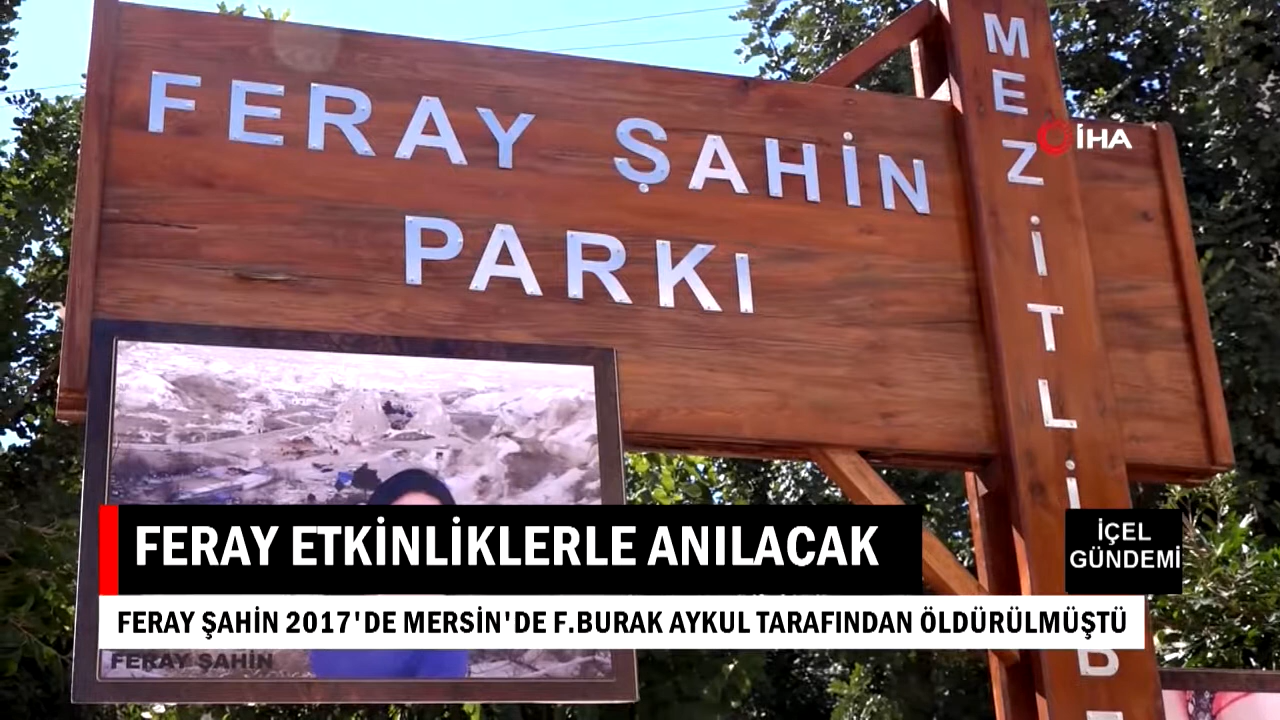 FERAY ŞAHİN
PARKI
MEZİTLİ BE
İHA
FERAY ETKİNLİKLERLE ANILACAK
İÇEL
GÜNDEMİ
FERAY ŞAHİN 2017'DE MERSİN'DE F.BURAK AYKUL TARAFINDAN ÖLDÜRÜLMÜŞTÜ
FERAY ŞAHİN